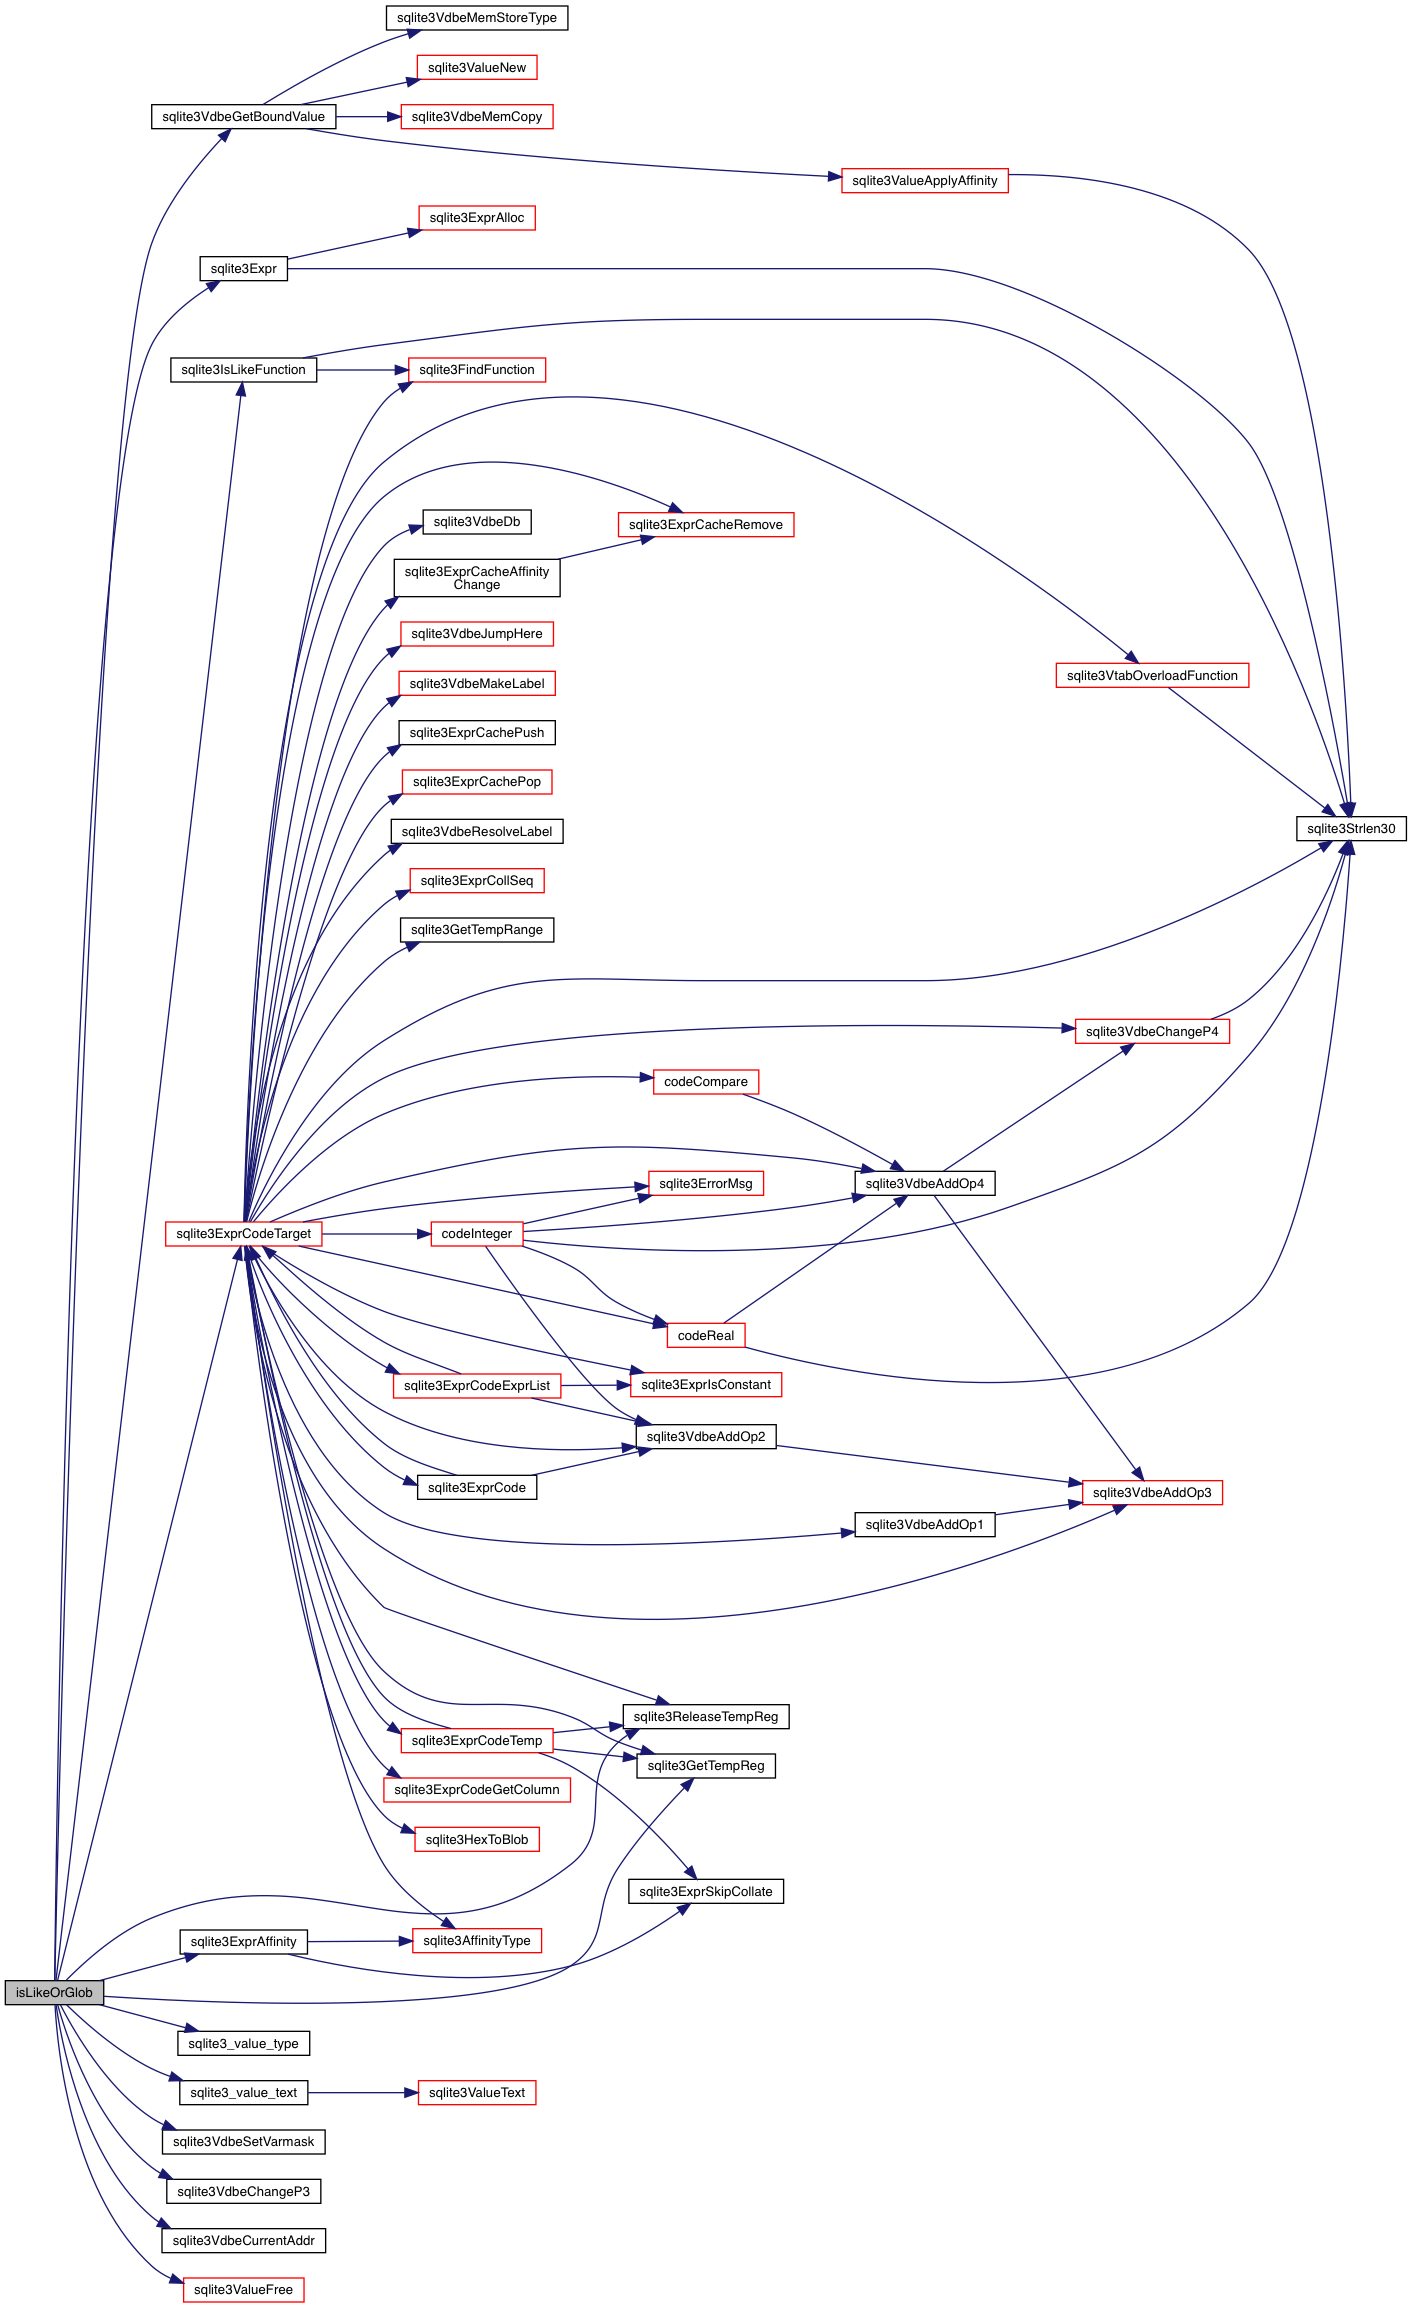 sqlite3VdbeMemStoreType
sqlite3ValueNew
sqlite3VdbeGetBoundValue
sqlite3VdbeMemCopy
sqlite3ValueApplyAffinity
sqlite3ExprAlloc
sqlite3Expr
sqlite3IsLikeFunction
sqlite3FindFunction
sqlite3VdbeDb
sqlite3ExprCacheRemove
sqlite3ExprCacheAffinity
Change
sqlite3VdbeJumpHere
sqlite3VtabOverloadFunction
sqlite3VdbeMakeLabel
sqlite3ExprCachePush
sqlite3ExprCachePop
sqlite3Strlen30
sqlite3VdbeResolveLabel
sqlite3ExprCollSeq
sqlite3GetTempRange
sqlite3VdbeChangeP4
codeCompare
sqlite3ErrorMsg
sqlite3VdbeAddOp4
sqlite3ExprCodeTarget
codeInteger
codeReal
sqlite3ExprCodeExprList
sqlite3ExprIsConstant
sqlite3VdbeAddOp2
sqlite3ExprCode
sqlite3VdbeAddOp3
sqlite3VdbeAddOp1
sqlite3ReleaseTempReg
sqlite3ExprCodeTemp
sqlite3GetTempReg
sqlite3ExprCodeGetColumn
sqlite3HexToBlob
sqlite3ExprSkipCollate
sqlite3ExprAffinity
sqlite3AffinityType
isLikeOrGlob
sqlite3_value_type
sqlite3_value_text
sqlite3ValueText
sqlite3VdbeSetVarmask
sqlite3VdbeChangeP3
sqlite3VdbeCurrentAddr
sqlite3ValueFree